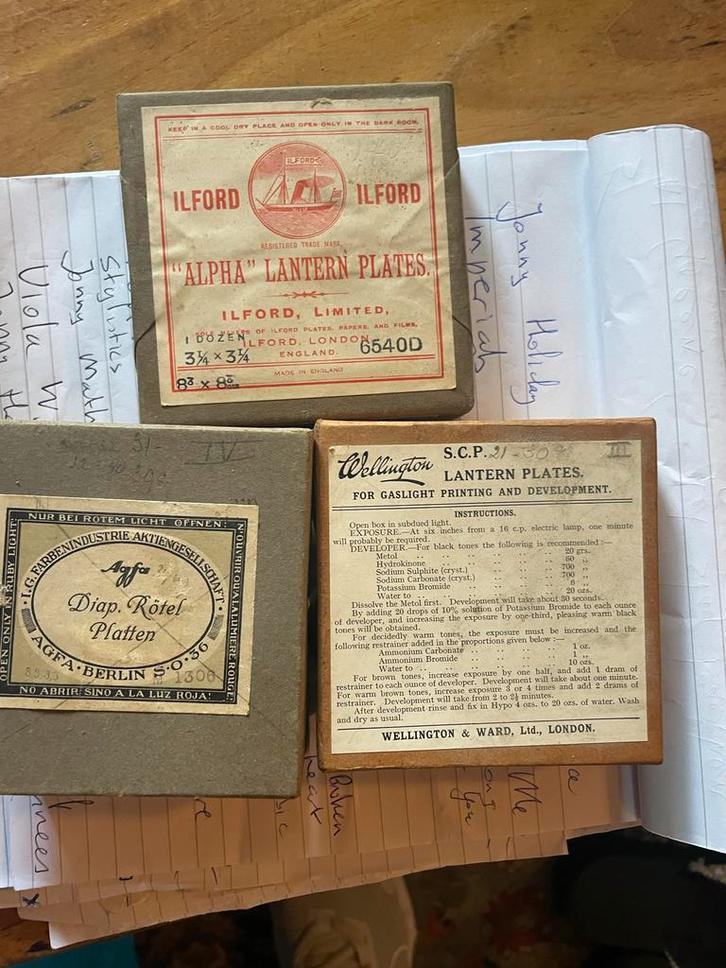 KEEP IN A COOL DRY PLACE AND OPEN ONLY IN THE DARK ROOM.
ILFORD
ILFORD
ILFORD
REGISTERED TRADE MARK.
"ALPHA" LANTERN PLATES.
ILFORD, LIMITED,
SOLE MAKERS OF ILFORD PLATES, PAPERS, AND FILMS,
1 DOZEN
ILFORD, LONDON
3¼ × 3¼
ENGLAND.
6540D
MADE IN ENGLAND
Jonny Holiday
Imperials
Stylistics
Jonny Math
Viola W.
31-
IV
NUR BEI ROTEM LICHT ÖFFNEN:
OPEN ONLY IN RUBY LIGHT:
N'OUVRIR QU'A LA LUMIERE ROUGE:
NO ABRIR SINO A LA LUZ ROJA:
I.G. FARBENINDUSTRIE AKTIENGESELLSCHAFT
Agfa
Diap. Rötel
Platten
AGFA·BERLIN S·O·36
1306
Wellington
S.C.P. 21-30
III
LANTERN PLATES.
FOR GASLIGHT PRINTING AND DEVELOPMENT.
INSTRUCTIONS.
Open box in subdued light.
EXPOSURE.—At six inches from a 16 c.p. electric lamp, one minute
will probably be required.
DEVELOPER.—For black tones the following is recommended:—
Metol .. .. .. .. 20 grs.
Hydrokinone .. .. .. .. 60 „
Sodium Sulphite (cryst.) .. .. .. 700 „
Sodium Carbonate (cryst.) .. .. .. 700 „
Potassium Bromide .. .. .. 6 „
Water to .. .. .. .. 20 ozs.
Dissolve the Metol first. Development will take about 30 seconds.
By adding 20 drops of 10% solution of Potassium Bromide to each ounce
of developer, and increasing the exposure by one-third, pleasing warm black
tones will be obtained.
For decidedly warm tones, the exposure must be increased and the
following restrainer added in the proportions given below:—
Ammonium Carbonate .. .. .. 1 oz.
Ammonium Bromide .. .. .. 1 „
Water to .. .. .. .. 10 ozs.
For brown tones, increase exposure by one half, and add 1 dram of
restrainer to each ounce of developer. Development will take about one minute.
For warm brown tones, increase exposure 3 or 4 times and add 2 drams of
restrainer. Development will take from 2 to 2½ minutes.
After development rinse and fix in Hypo 4 ozs. to 20 ozs. of water. Wash
and dry as usual.
WELLINGTON & WARD, Ltd., LONDON.
Me
you
Broken